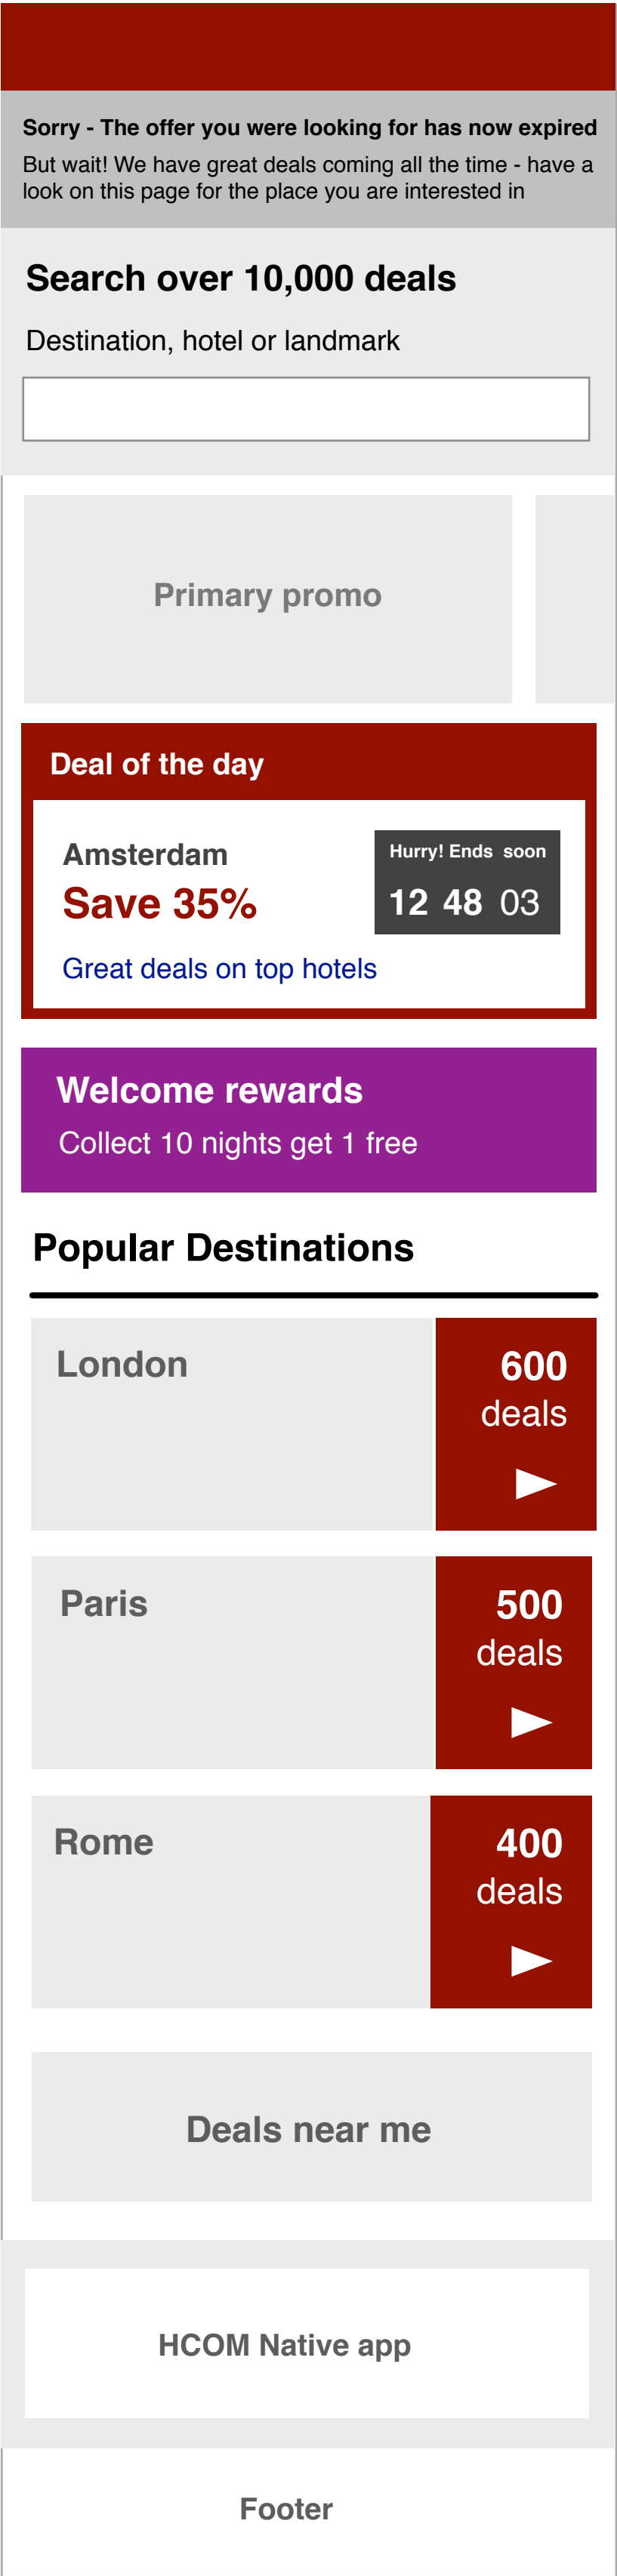 Sorry - The offer you were looking for has now expired
But wait! We have great deals coming all the time - have a
look on this page for the place you are interested in
Search over 10,000 deals
Destination, hotel or landmark
Primary promo
Deal of the day
Amsterdam
Save 35%
Hurry! Ends soon
12 48 03
Great deals on top hotels
Welcome rewards
Collect 10 nights get 1 free
Popular Destinations
London
600
deals
Paris
500
deals
Rome
400
deals
Deals near me
HCOM Native app
Footer